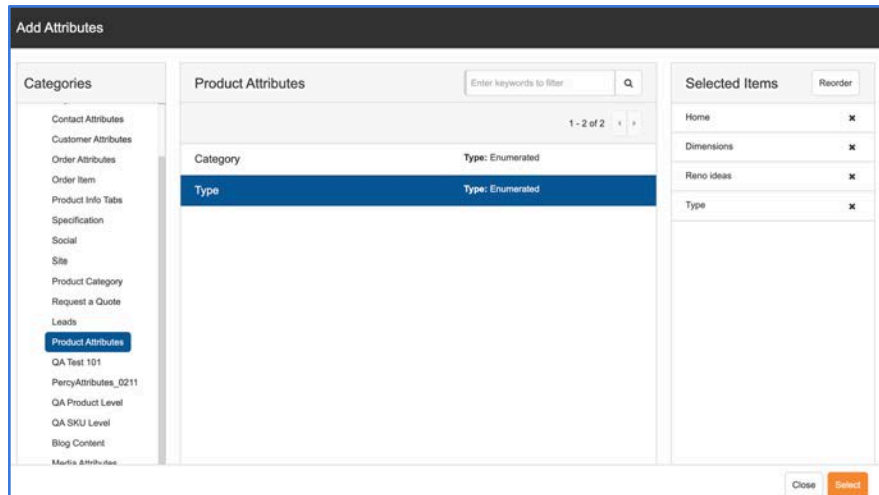 Add Attributes
Categories
Contact Attributes
Customer Attributes
Order Attributes
Order Item
Product Info Tabs
Specification
Social
Site
Product Category
Request a Quote
Leads
Product Attributes
QA Test 101
PercyAttributes_0211
QA Product Level
QA SKU Level
Blog Content
Media Attributes
Product Attributes
Enter keywords to filter
1 - 2 of 2
Category Type: Enumerated
Type Type: Enumerated
Selected Items Reorder
Home
Dimensions
Reno ideas
Type
Close Select